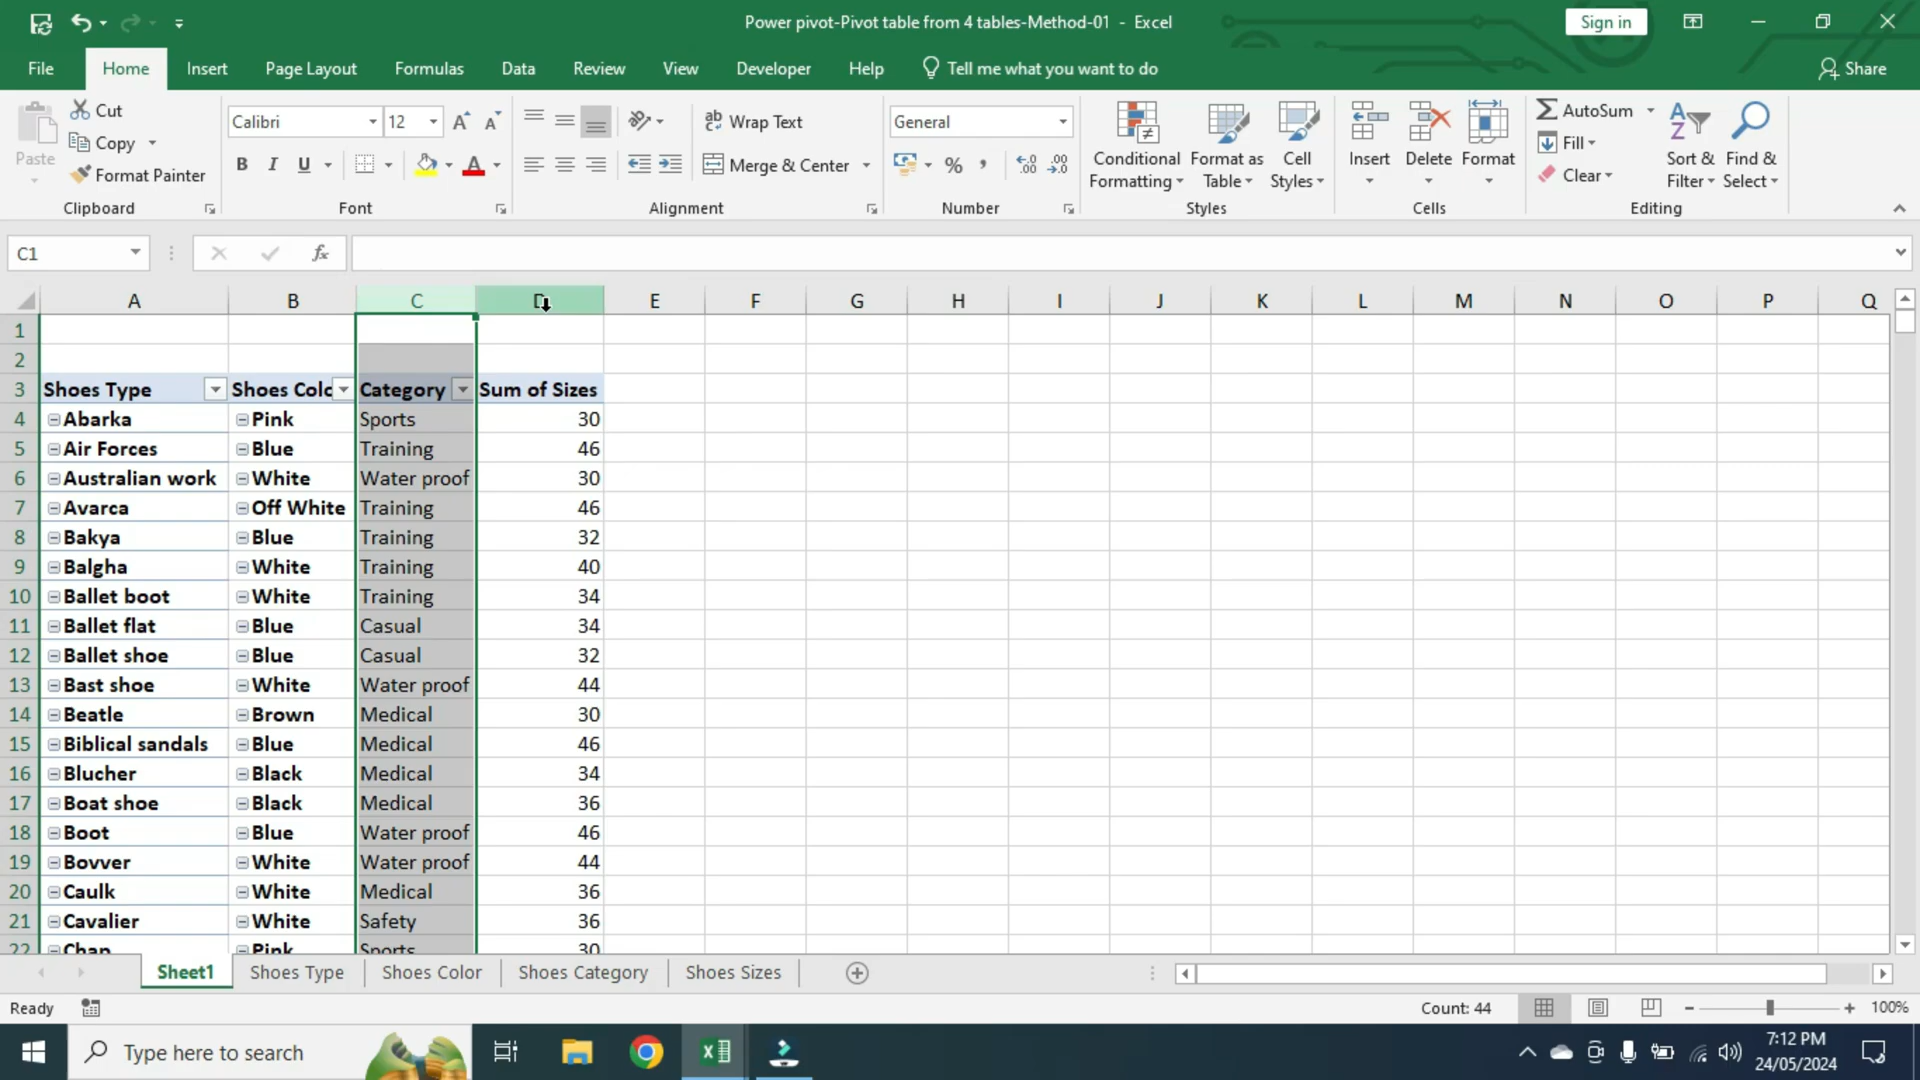 Power pivot-Pivot table from 4 tables-Method-01 - Excel
Sign in
File Home Insert Page Layout Formulas Data Review View Developer Help Tell me what you want to do Share
Paste
Cut
Copy
Format Painter
Clipboard
Calibri 12
B I U
Font
Wrap Text
Merge & Center
Alignment
General
%
Number
Conditional Formatting
Format as Table
Cell Styles
Styles
Insert
Delete
Format
Cells
AutoSum
Fill
Clear
Sort & Filter
Find & Select
Editing
C1 fx
A B C D E F G H I J K L M N O P Q
1
2
3 Shoes Type Shoes Colo Category Sum of Sizes
4 Abarka Pink Sports 30
5 Air Forces Blue Training 46
6 Australian work White Water proof 30
7 Avarca Off White Training 46
8 Bakya Blue Training 32
9 Balgha White Training 40
10 Ballet boot White Training 34
11 Ballet flat Blue Casual 34
12 Ballet shoe Blue Casual 32
13 Bast shoe White Water proof 44
14 Beatle Brown Medical 30
15 Biblical sandals Blue Medical 46
16 Blucher Black Medical 34
17 Boat shoe Black Medical 36
18 Boot Blue Water proof 46
19 Bovver White Water proof 44
20 Caulk White Medical 36
21 Cavalier White Safety 36
22 Chap Pink Sports 30
Sheet1 Shoes Type Shoes Color Shoes Category Shoes Sizes
Ready Count: 44 100%
Type here to search
7:12 PM
24/05/2024